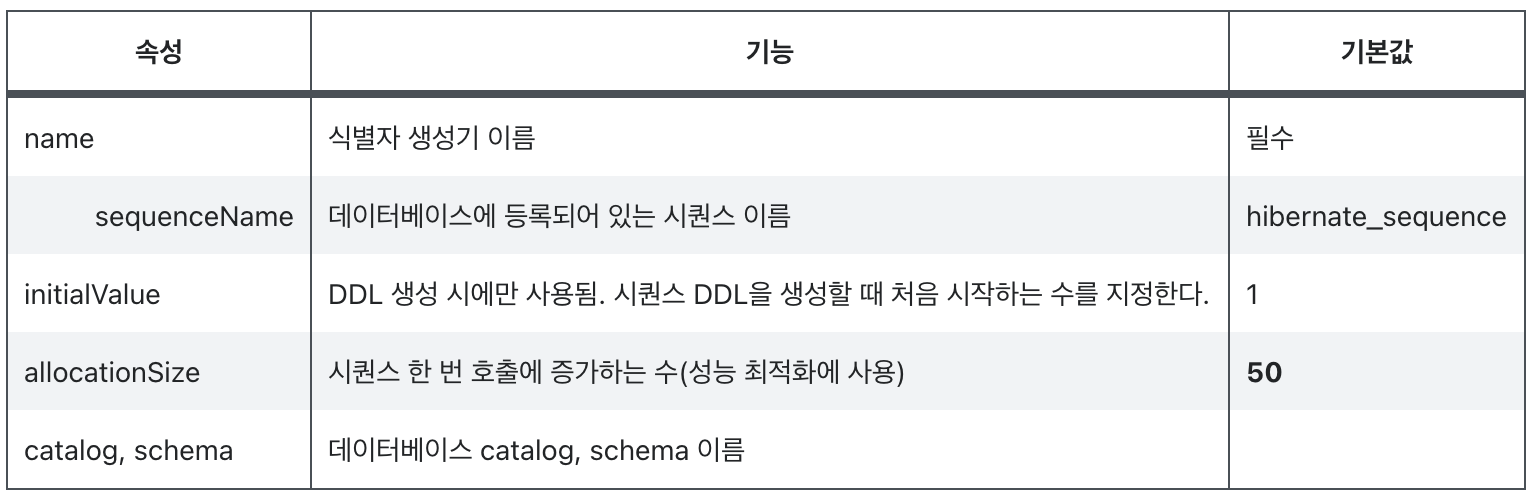 속성 기능 기본값
name 식별자 생성기 이름 필수
sequenceName 데이터베이스에 등록되어 있는 시퀀스 이름 hibernate_sequence
initialValue DDL 생성 시에만 사용됨. 시퀀스 DDL을 생성할 때 처음 시작하는 수를 지정한다. 1
allocationSize 시퀀스 한 번 호출에 증가하는 수(성능 최적화에 사용) 50
catalog, schema 데이터베이스 catalog, schema 이름